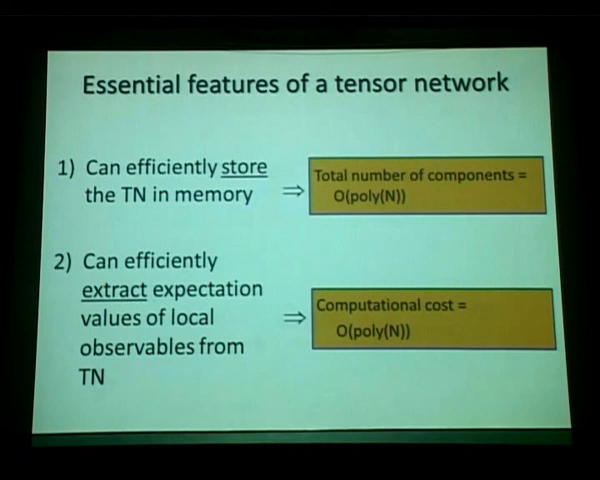 Essential features of a tensor network
1) Can efficiently store
the TN in memory
⇒
Total number of components =
O(poly(N))
2) Can efficiently
extract expectation
values of local
observables from
TN
⇒
Computational cost =
O(poly(N))